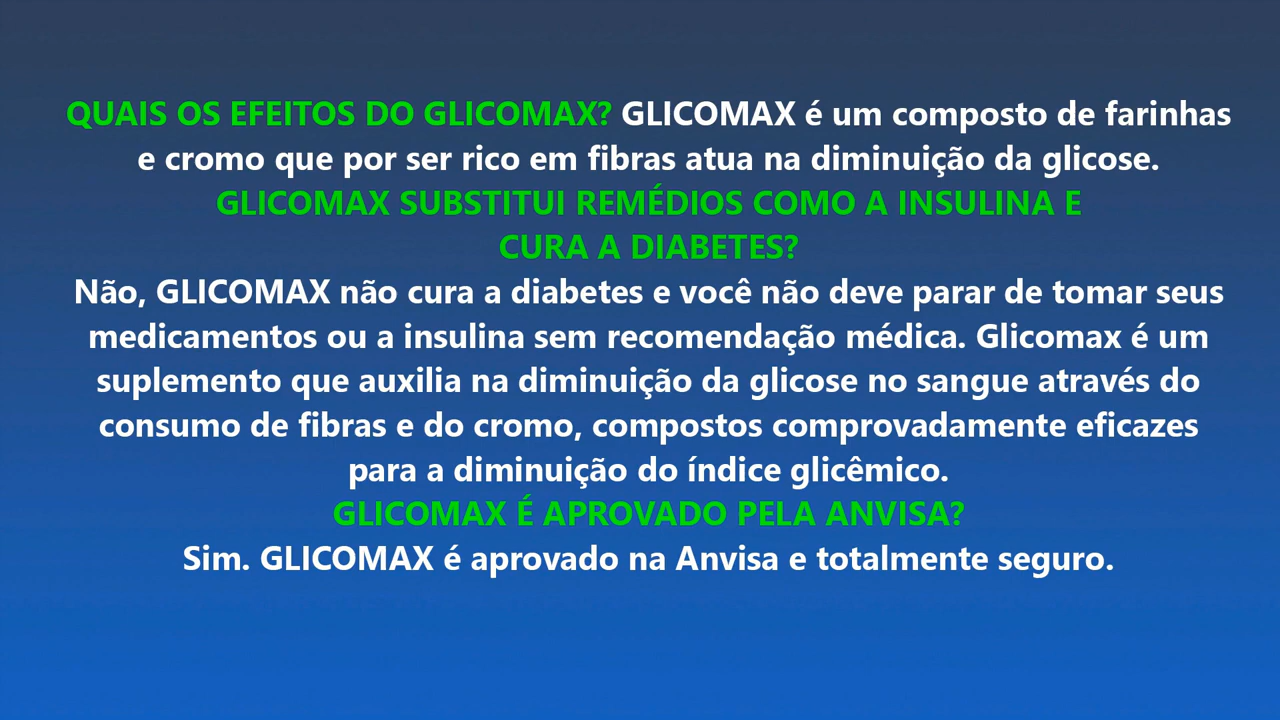 QUAIS OS EFEITOS DO GLICOMAX? GLICOMAX é um composto de farinhas
e cromo que por ser rico em fibras atua na diminuição da glicose.
GLICOMAX SUBSTITUI REMÉDIOS COMO A INSULINA E
CURA A DIABETES?
Não, GLICOMAX não cura a diabetes e você não deve parar de tomar seus
medicamentos ou a insulina sem recomendação médica. Glicomax é um
suplemento que auxilia na diminuição da glicose no sangue através do
consumo de fibras e do cromo, compostos comprovadamente eficazes
para a diminuição do índice glicêmico.
GLICOMAX É APROVADO PELA ANVISA?
Sim. GLICOMAX é aprovado na Anvisa e totalmente seguro.